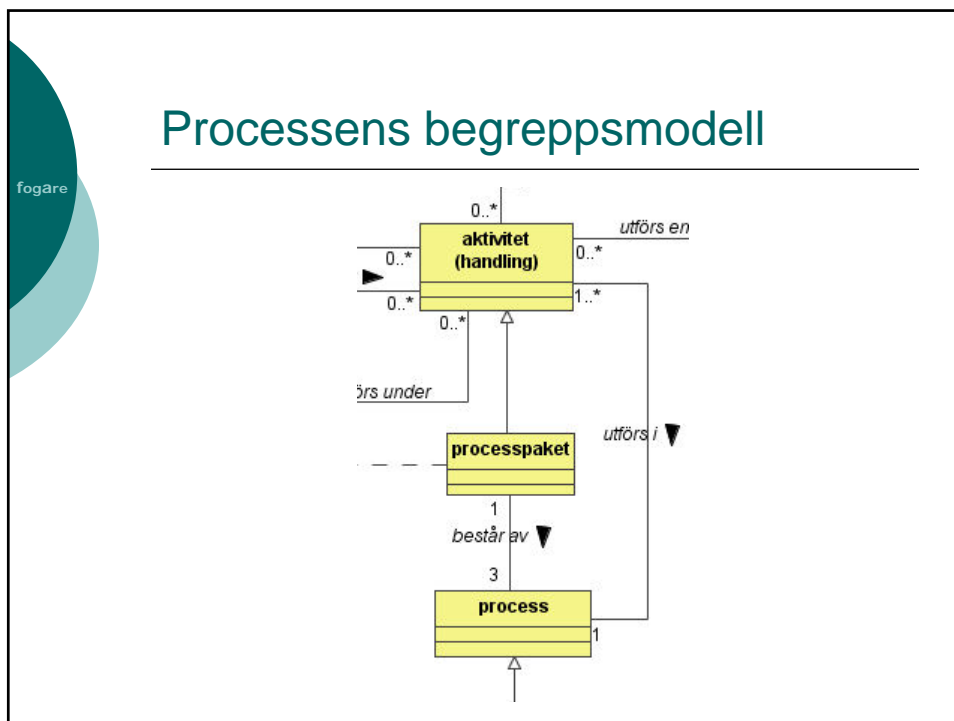 Processens begreppsmodell
fogare
0..*
utförs en
aktivitet
(handling)
0..*
0..*
0..*
1..*
0..*
örs under
utförs i
processpaket
1
består av
3
process
1